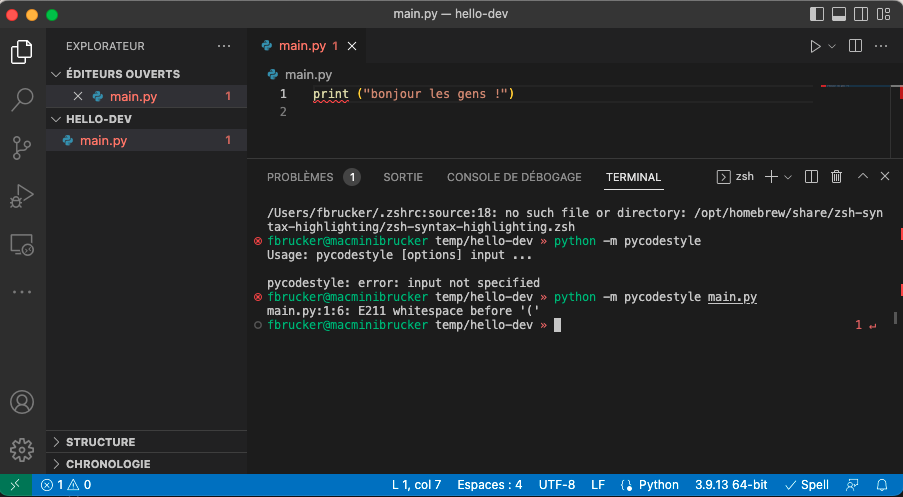 main.py — hello-dev
EXPLORATEUR
ÉDITEURS OUVERTS
main.py 1
HELLO-DEV
main.py 1
STRUCTURE
CHRONOLOGIE
main.py 1
main.py
1 print ("bonjour les gens !")
2
PROBLÈMES 1 SORTIE CONSOLE DE DÉBOGAGE TERMINAL zsh
/Users/fbrucker/.zshrc:source:18: no such file or directory: /opt/homebrew/share/zsh-syn
tax-highlighting/zsh-syntax-highlighting.zsh
fbrucker@macminibrucker temp/hello-dev » python -m pycodestyle
Usage: pycodestyle [options] input ...
pycodestyle: error: input not specified
fbrucker@macminibrucker temp/hello-dev » python -m pycodestyle main.py
main.py:1:6: E211 whitespace before '('
fbrucker@macminibrucker temp/hello-dev » 1 ↵
1 0 L 1, col 7 Espaces : 4 UTF-8 LF Python 3.9.13 64-bit Spell